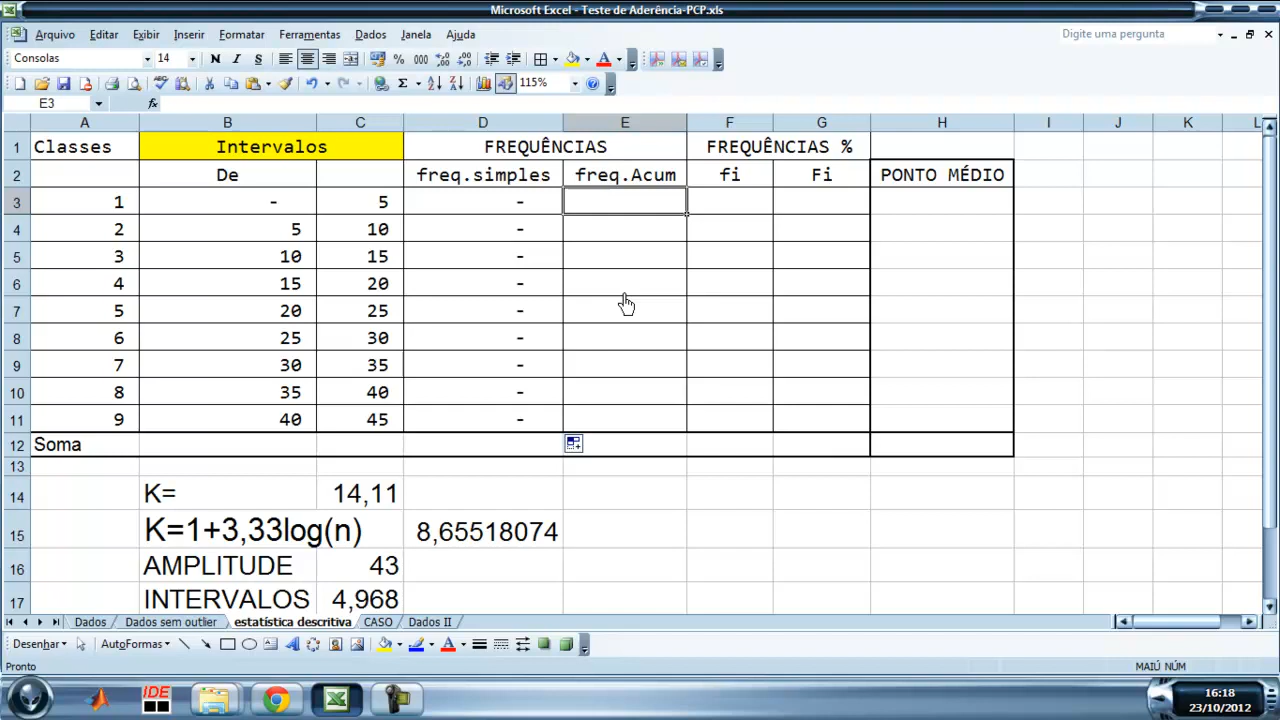 Microsoft Excel - Teste de Aderência-PCP.xls
Arquivo Editar Exibir Inserir Formatar Ferramentas Dados Janela Ajuda Digite uma pergunta
Consolas 14 N I S % 000
115%
E3 fx
A B C D E F G H I J K L
1 Classes Intervalos FREQUÊNCIAS FREQUÊNCIAS %
2 De freq.simples freq.Acum fi Fi PONTO MÉDIO
3 1 - 5 -
4 2 5 10 -
5 3 10 15 -
6 4 15 20 -
7 5 20 25 -
8 6 25 30 -
9 7 30 35 -
10 8 35 40 -
11 9 40 45 -
12 Soma
13
14 K= 14,11
15 K=1+3,33log(n) 8,65518074
16 AMPLITUDE 43
17 INTERVALOS 4,968
Dados Dados sem outlier estatística descritiva CASO Dados II
Desenhar AutoFormas
Pronto MAIÚ NÚM
IDE 16:18
23/10/2012